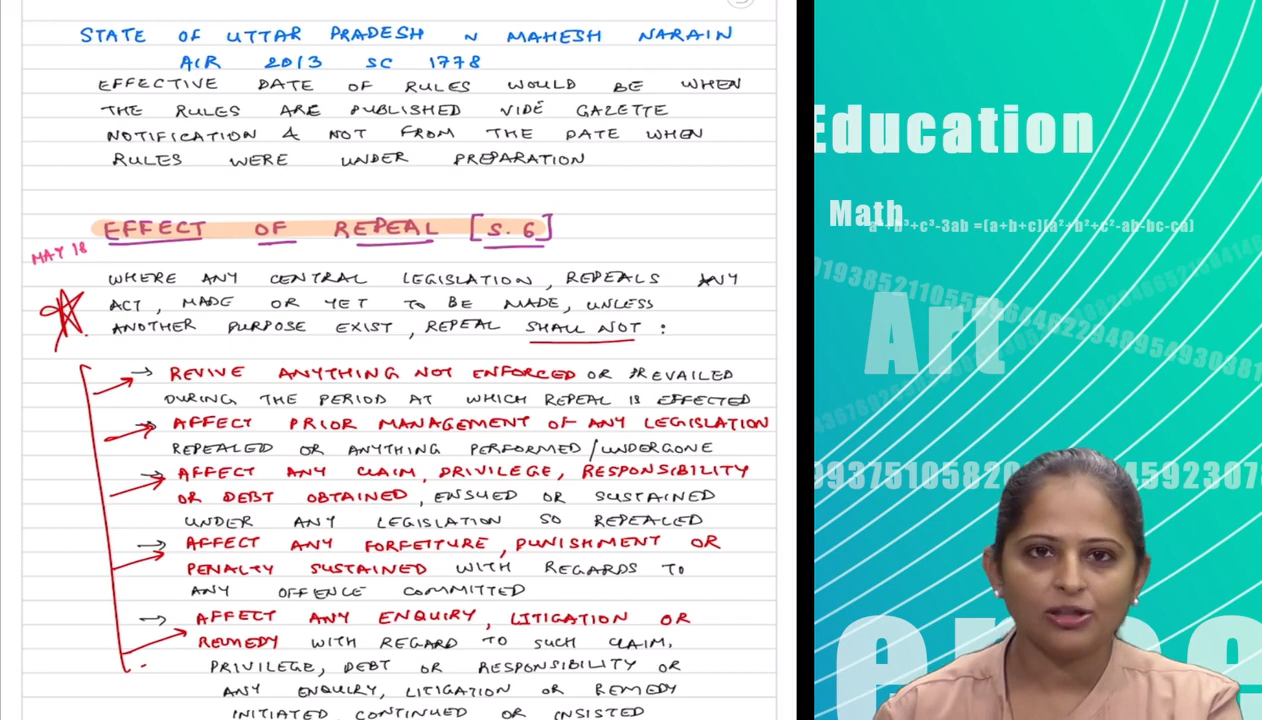 STATE OF UTTAR PRADESH v MAHESH NARAIN
AIR 2013 SC 1778
EFFECTIVE DATE OF RULES WOULD BE WHEN
THE RULES ARE PUBLISHED VIDE GAZETTE
NOTIFICATION & NOT FROM THE DATE WHEN
RULES WERE UNDER PREPARATION
EFFECT OF REPEAL [S. 6]
MAY 18
WHERE ANY CENTRAL LEGISLATION, REPEALS ANY
ACT, MADE OR YET TO BE MADE, UNLESS
ANOTHER PURPOSE EXIST, REPEAL SHALL NOT :
→ REVIVE ANYTHING NOT ENFORCED OR PREVAILED
DURING THE PERIOD AT WHICH REPEAL IS EFFECTED
→ AFFECT PRIOR MANAGEMENT OF ANY LEGISLATION
REPEALED OR ANYTHING PERFORMED/UNDERGONE
→ AFFECT ANY CLAIM, PRIVILEGE, RESPONSIBILITY
OR DEBT OBTAINED, ENSUED OR SUSTAINED
UNDER ANY LEGISLATION SO REPEALED
→ AFFECT ANY FORFEITURE, PUNISHMENT OR
PENALTY SUSTAINED WITH REGARDS TO
ANY OFFENCE COMMITTED
→ AFFECT ANY ENQUIRY, LITIGATION OR
REMEDY WITH REGARD TO SUCH CLAIM,
PRIVILEGE, DEBT OR RESPONSIBILITY OR
ANY ENQUIRY, LITIGATION OR REMEDY
INITIATED, CONTINUED OR INSISTED
Education
Math
=(a+b+c)(a²+b²+c²-ab-bc-ca)
Art